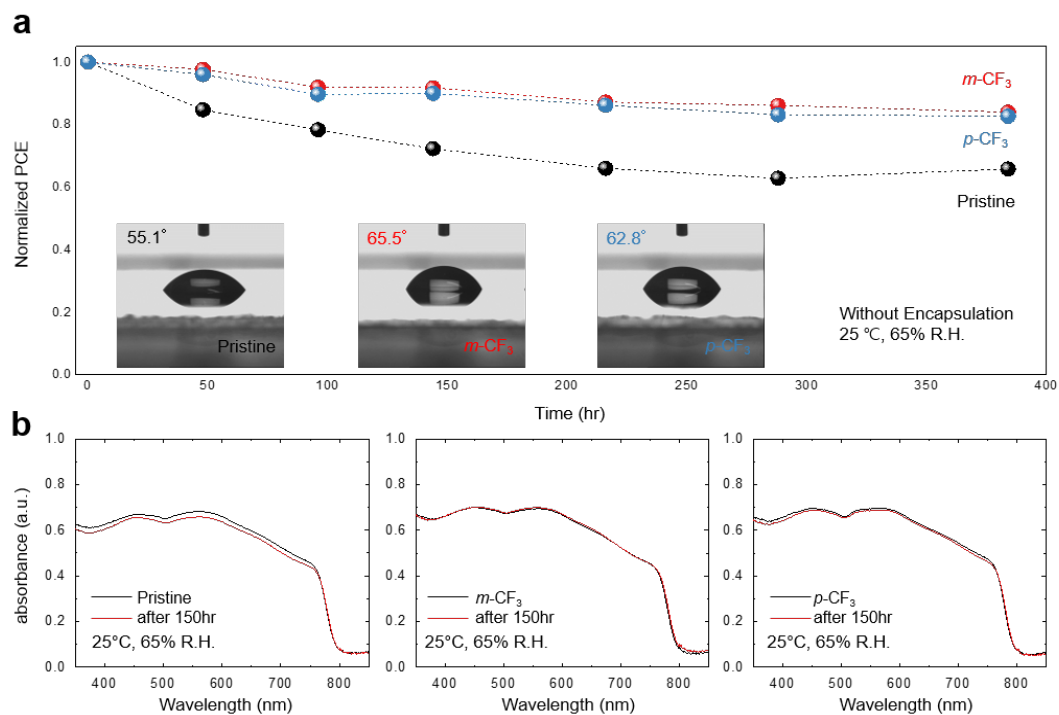 a
1.0
0.8
0.6
0.4
0.2
0.0
Normalized PCE
m-CF₃
p-CF₃
Pristine
55.1°
Pristine
65.5°
m-CF₃
62.8°
p-CF₃
Without Encapsulation
25 ℃, 65% R.H.
0 50 100 150 200 250 300 350 400
Time (hr)
b
absorbance (a.u.)
1.0
0.8
0.6
0.4
0.2
0.0
Pristine
after 150hr
25°C, 65% R.H.
400 500 600 700 800
Wavelength (nm)
1.0
0.8
0.6
0.4
0.2
0.0
m-CF₃
after 150hr
25°C, 65% R.H.
400 500 600 700 800
Wavelength (nm)
1.0
0.8
0.6
0.4
0.2
0.0
p-CF₃
after 150hr
25°C, 65% R.H.
400 500 600 700 800
Wavelength (nm)